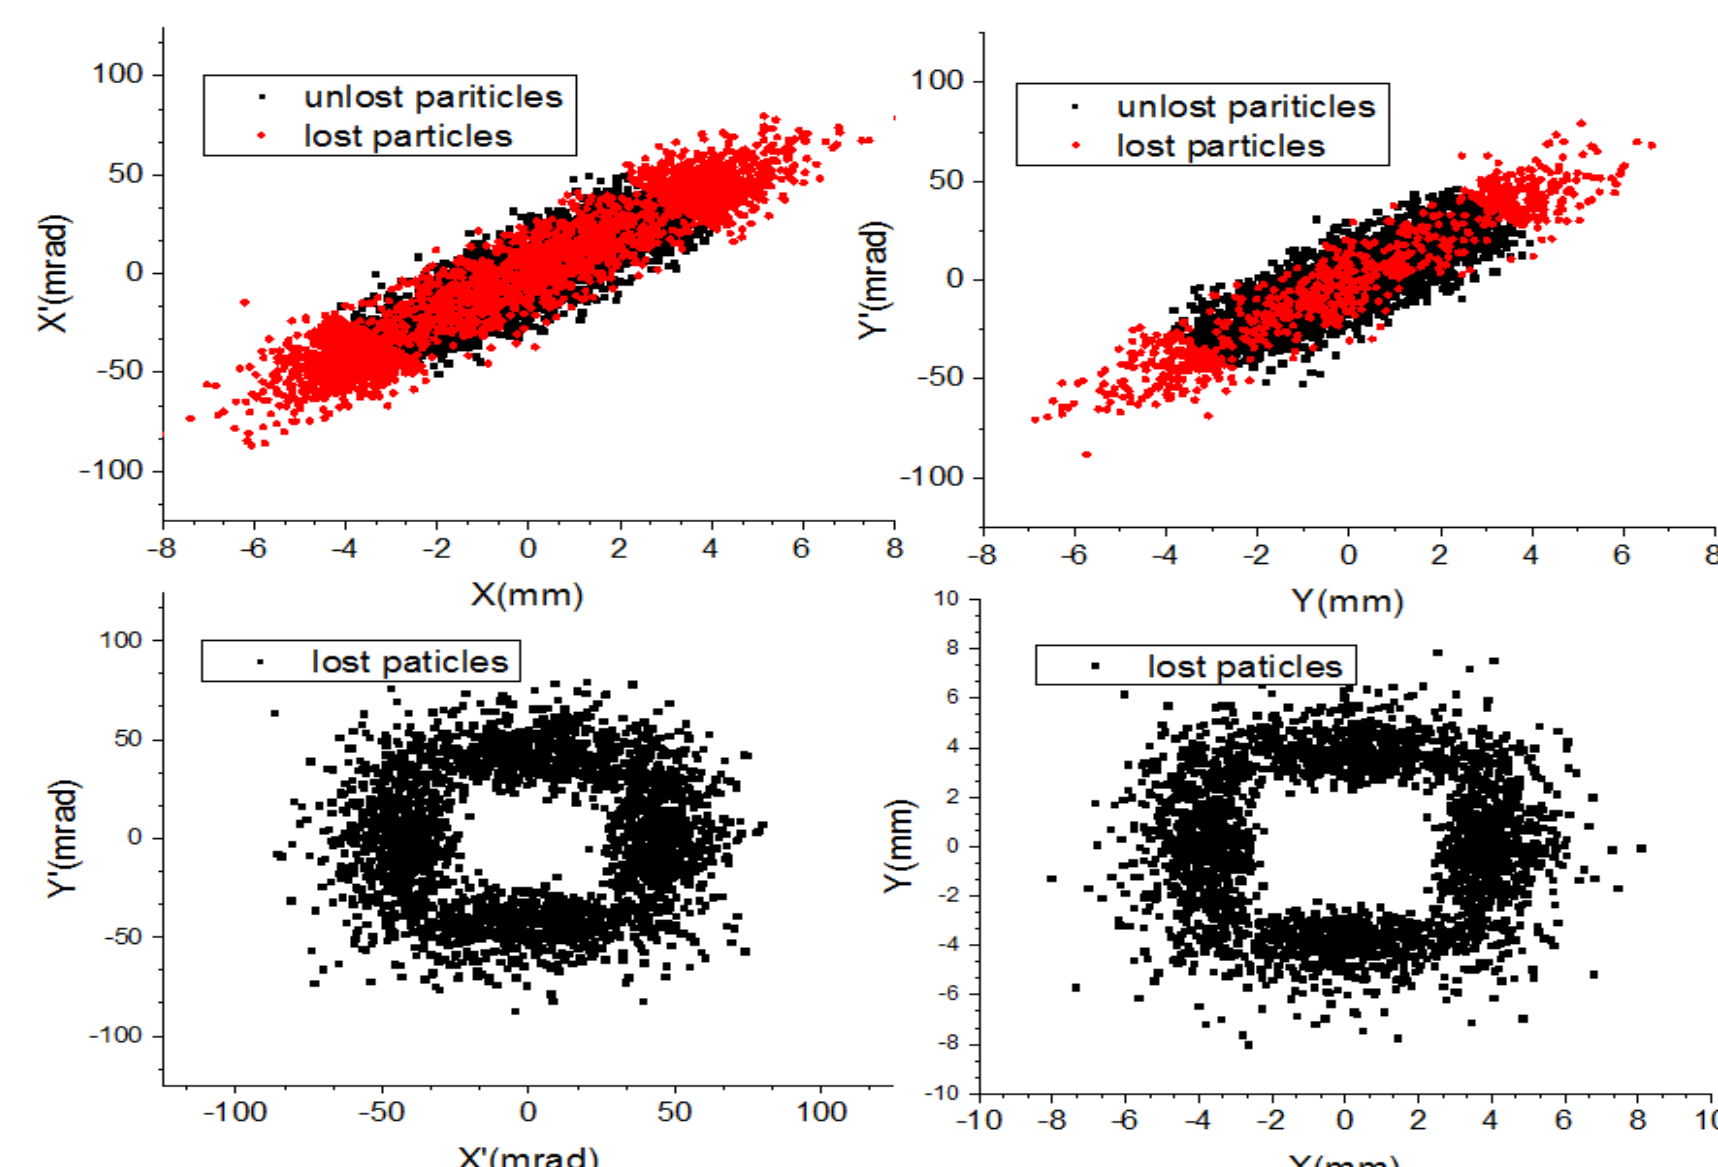 100
50
0
-50
-100
X'(mrad)
unlost pariticles
lost particles
-8 -6 -4 -2 0 2 4 6 8
X(mm)
100
50
0
-50
-100
Y'(mrad)
unlost pariticles
lost particles
-8 -6 -4 -2 0 2 4 6 8
Y(mm)
100
50
0
-50
-100
Y'(mrad)
lost paticles
-100 -50 0 50 100
X'(mrad)
10
8
6
4
2
0
-2
-4
-6
-8
-10
Y(mm)
lost paticles
-10 -8 -6 -4 -2 0 2 4 6 8 10
X(mm)